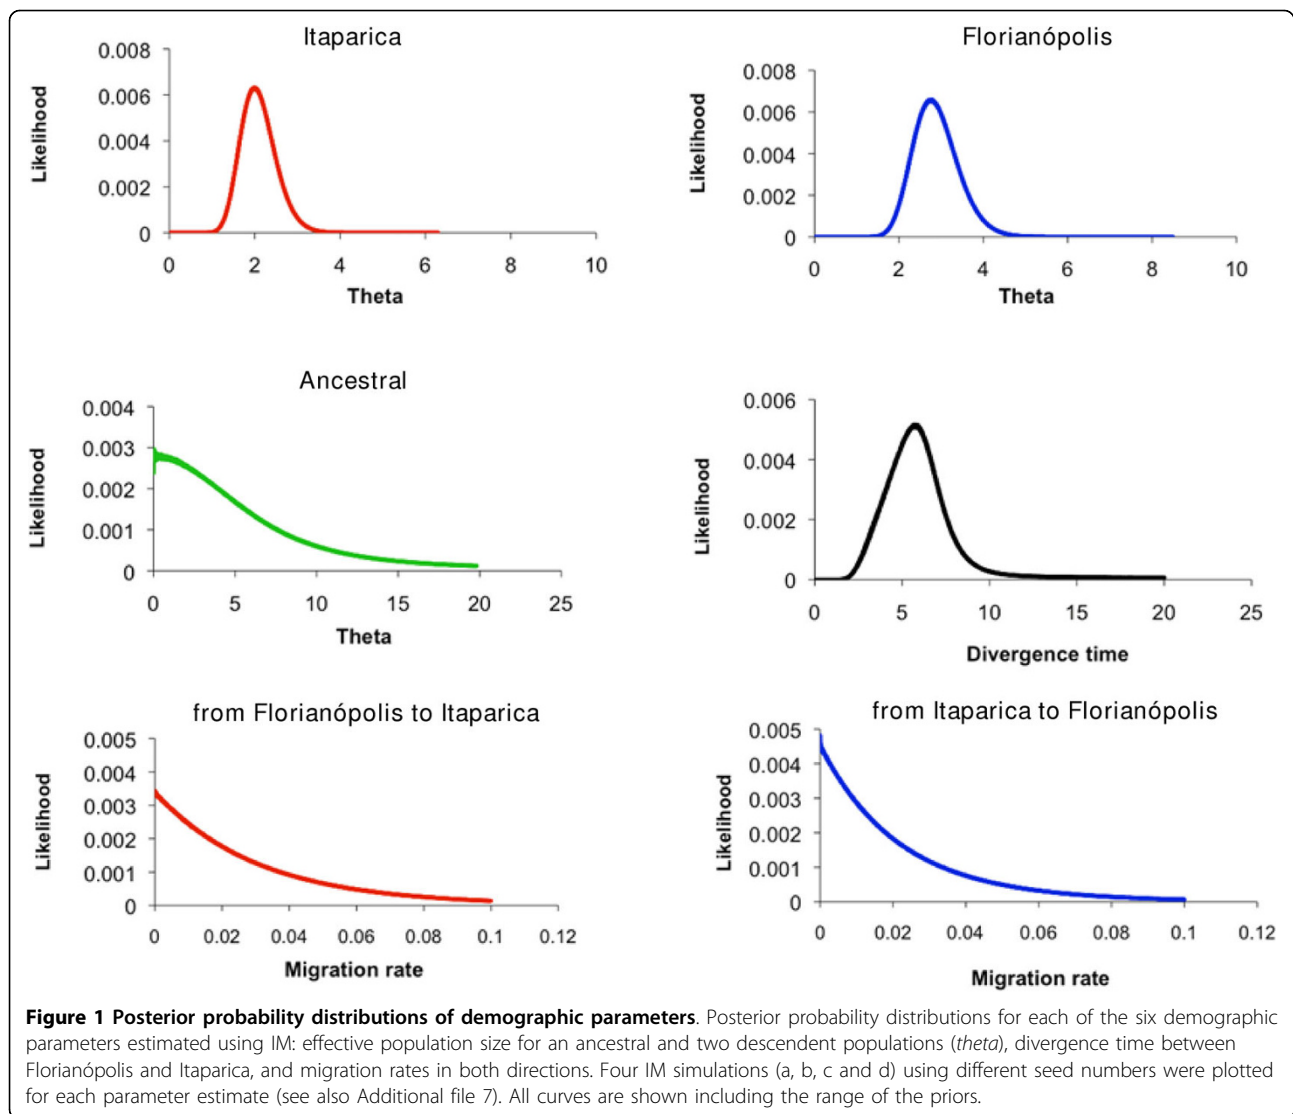 Itaparica
0.008
0.006
0.004
0.002
0
Likelihood
0 2 4 6 8 10
Theta
Florianópolis
0.008
0.006
0.004
0.002
0
Likelihood
0 2 4 6 8 10
Theta
Ancestral
0.004
0.003
0.002
0.001
0
Likelihood
0 5 10 15 20 25
Theta
0.006
0.004
0.002
0
Likelihood
0 5 10 15 20 25
Divergence time
from Florianópolis to Itaparica
0.005
0.004
0.003
0.002
0.001
0
Likelihood
0 0.02 0.04 0.06 0.08 0.1 0.12
Migration rate
from Itaparica to Florianópolis
0.005
0.004
0.003
0.002
0.001
0
Likelihood
0 0.02 0.04 0.06 0.08 0.1 0.12
Migration rate
Figure 1 Posterior probability distributions of demographic parameters. Posterior probability distributions for each of the six demographic
parameters estimated using IM: effective population size for an ancestral and two descendent populations (theta), divergence time between
Florianópolis and Itaparica, and migration rates in both directions. Four IM simulations (a, b, c and d) using different seed numbers were plotted
for each parameter estimate (see also Additional file 7). All curves are shown including the range of the priors.